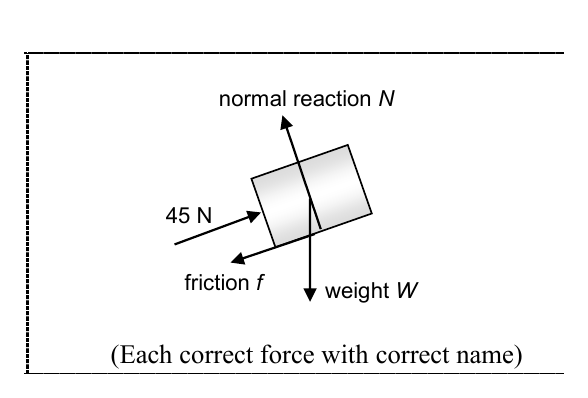 normal reaction N
45 N
friction f
weight W
(Each correct force with correct name)